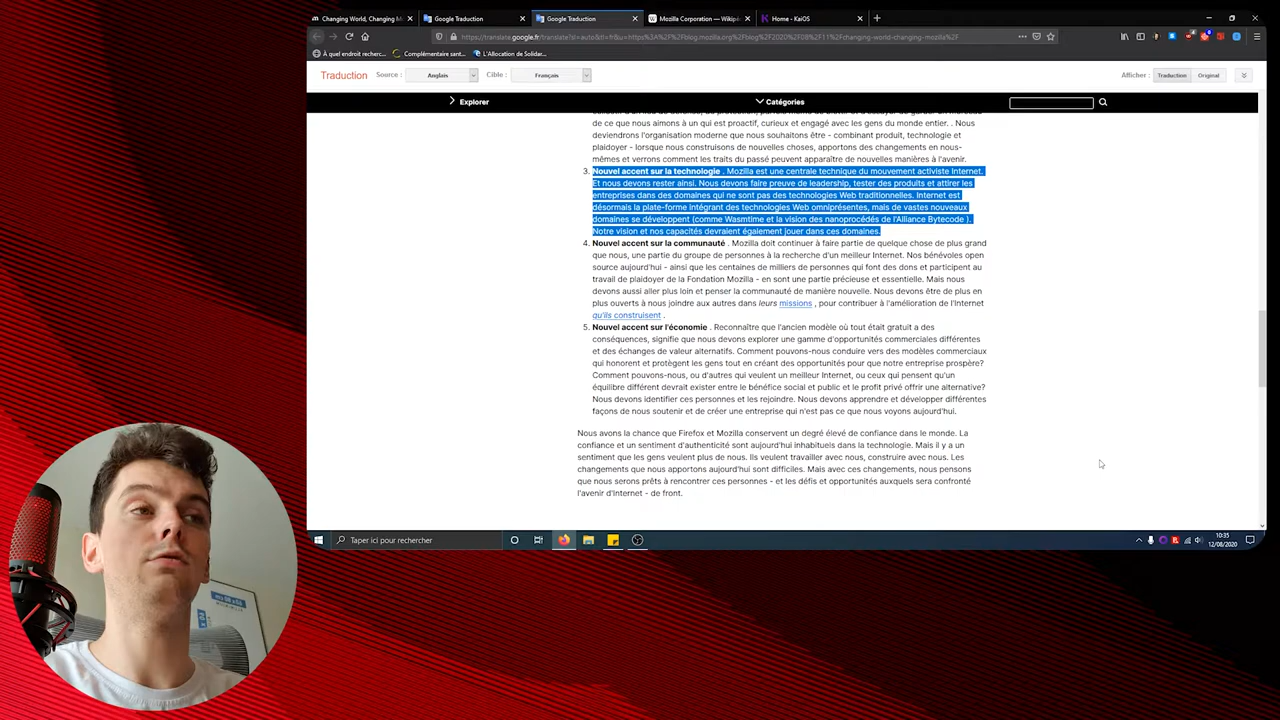 Changing World, Changing Mo
Google Traduction
Google Traduction
Mozilla Corporation — Wikipé
Home - KaiOS
https://translate.google.fr/translate?sl=auto&tl=fr&u=https%3A%2F%2Fblog.mozilla.org%2Fblog%2F2020%2F08%2F11%2Fchanging-world-changing-mozilla%2F
À quel endroit recherc...
Complémentaire sant...
L'Allocation de Solidar...
Traduction
Source :
Anglais
Cible :
Français
Afficher :
Traduction
Original
Explorer
Catégories
de ce que nous aimons à un qui est proactif, curieux et engagé avec les gens du monde entier. . Nous
deviendrons l'organisation moderne que nous souhaitons être - combinant produit, technologie et
plaidoyer - lorsque nous construisons de nouvelles choses, apportons des changements en nous-
mêmes et verrons comment les traits du passé peuvent apparaître de nouvelles manières à l'avenir.
3. Nouvel accent sur la technologie . Mozilla est une centrale technique du mouvement activiste Internet.
Et nous devons rester ainsi. Nous devons faire preuve de leadership, tester des produits et attirer les
entreprises dans des domaines qui ne sont pas des technologies Web traditionnelles. Internet est
désormais la plate-forme intégrant des technologies Web omniprésentes, mais de vastes nouveaux
domaines se développent (comme Wasmtime et la vision des nanoprocédés de l'Alliance Bytecode ).
Notre vision et nos capacités devraient également jouer dans ces domaines.
4. Nouvel accent sur la communauté . Mozilla doit continuer à faire partie de quelque chose de plus grand
que nous, une partie du groupe de personnes à la recherche d'un meilleur Internet. Nos bénévoles open
source aujourd'hui - ainsi que les centaines de milliers de personnes qui font des dons et participent au
travail de plaidoyer de la Fondation Mozilla - en sont une partie précieuse et essentielle. Mais nous
devons aussi aller plus loin et penser la communauté de manière nouvelle. Nous devons être de plus en
plus ouverts à nous joindre aux autres dans leurs missions , pour contribuer à l'amélioration de l'Internet
qu'ils construisent .
5. Nouvel accent sur l'économie . Reconnaître que l'ancien modèle où tout était gratuit a des
conséquences, signifie que nous devons explorer une gamme d'opportunités commerciales différentes
et des échanges de valeur alternatifs. Comment pouvons-nous conduire vers des modèles commerciaux
qui honorent et protègent les gens tout en créant des opportunités pour que notre entreprise prospère?
Comment pouvons-nous, ou d'autres qui veulent un meilleur Internet, ou ceux qui pensent qu'un
équilibre différent devrait exister entre le bénéfice social et public et le profit privé offrir une alternative?
Nous devons identifier ces personnes et les rejoindre. Nous devons apprendre et développer différentes
façons de nous soutenir et de créer une entreprise qui n'est pas ce que nous voyons aujourd'hui.
Nous avons la chance que Firefox et Mozilla conservent un degré élevé de confiance dans le monde. La
confiance et un sentiment d'authenticité sont aujourd'hui inhabituels dans la technologie. Mais il y a un
sentiment que les gens veulent plus de nous. Ils veulent travailler avec nous, construire avec nous. Les
changements que nous apportons aujourd'hui sont difficiles. Mais avec ces changements, nous pensons
que nous serons prêts à rencontrer ces personnes - et les défis et opportunités auxquels sera confronté
l'avenir d'Internet - de front.
Taper ici pour rechercher
10:35
12/08/2020